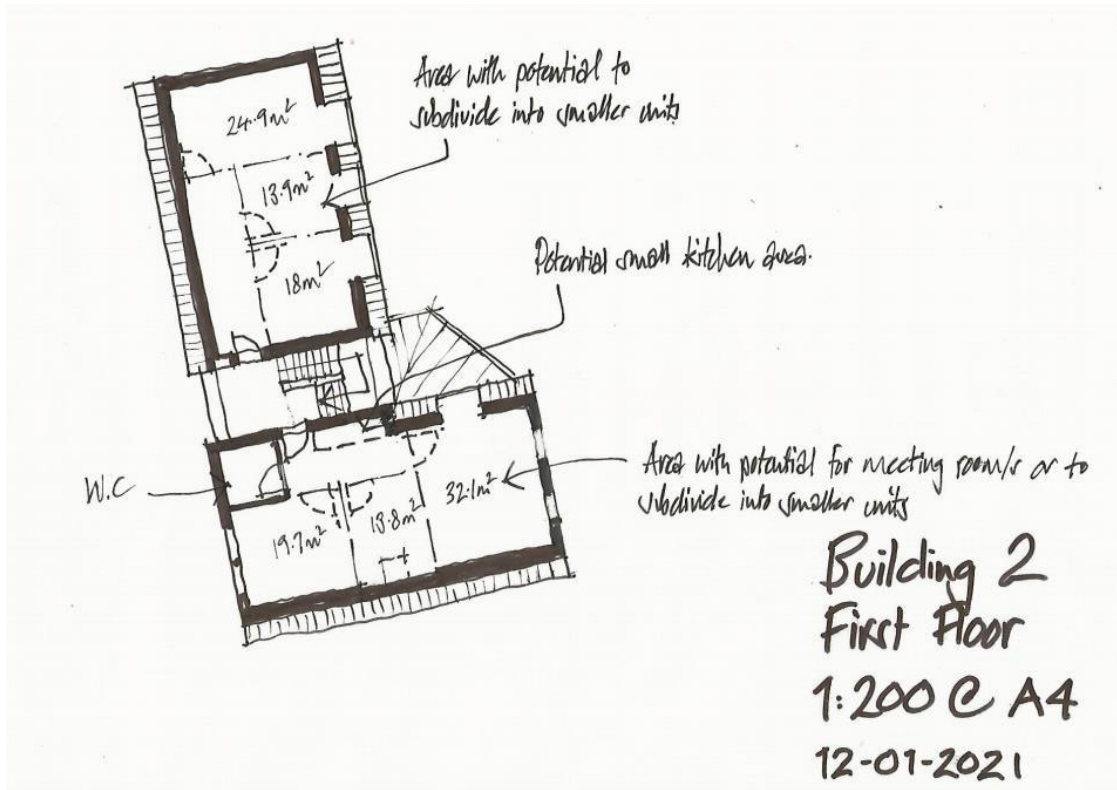 Area with potential to
subdivide into smaller units
24.9m²
13.9m²
18m²
Potential small kitchen area.
W.C
Area with potential for meeting room/s or to
subdivide into smaller units
32.1m²
13.8m²
19.7m²
Building 2
First Floor
1:200 @ A4
12-01-2021